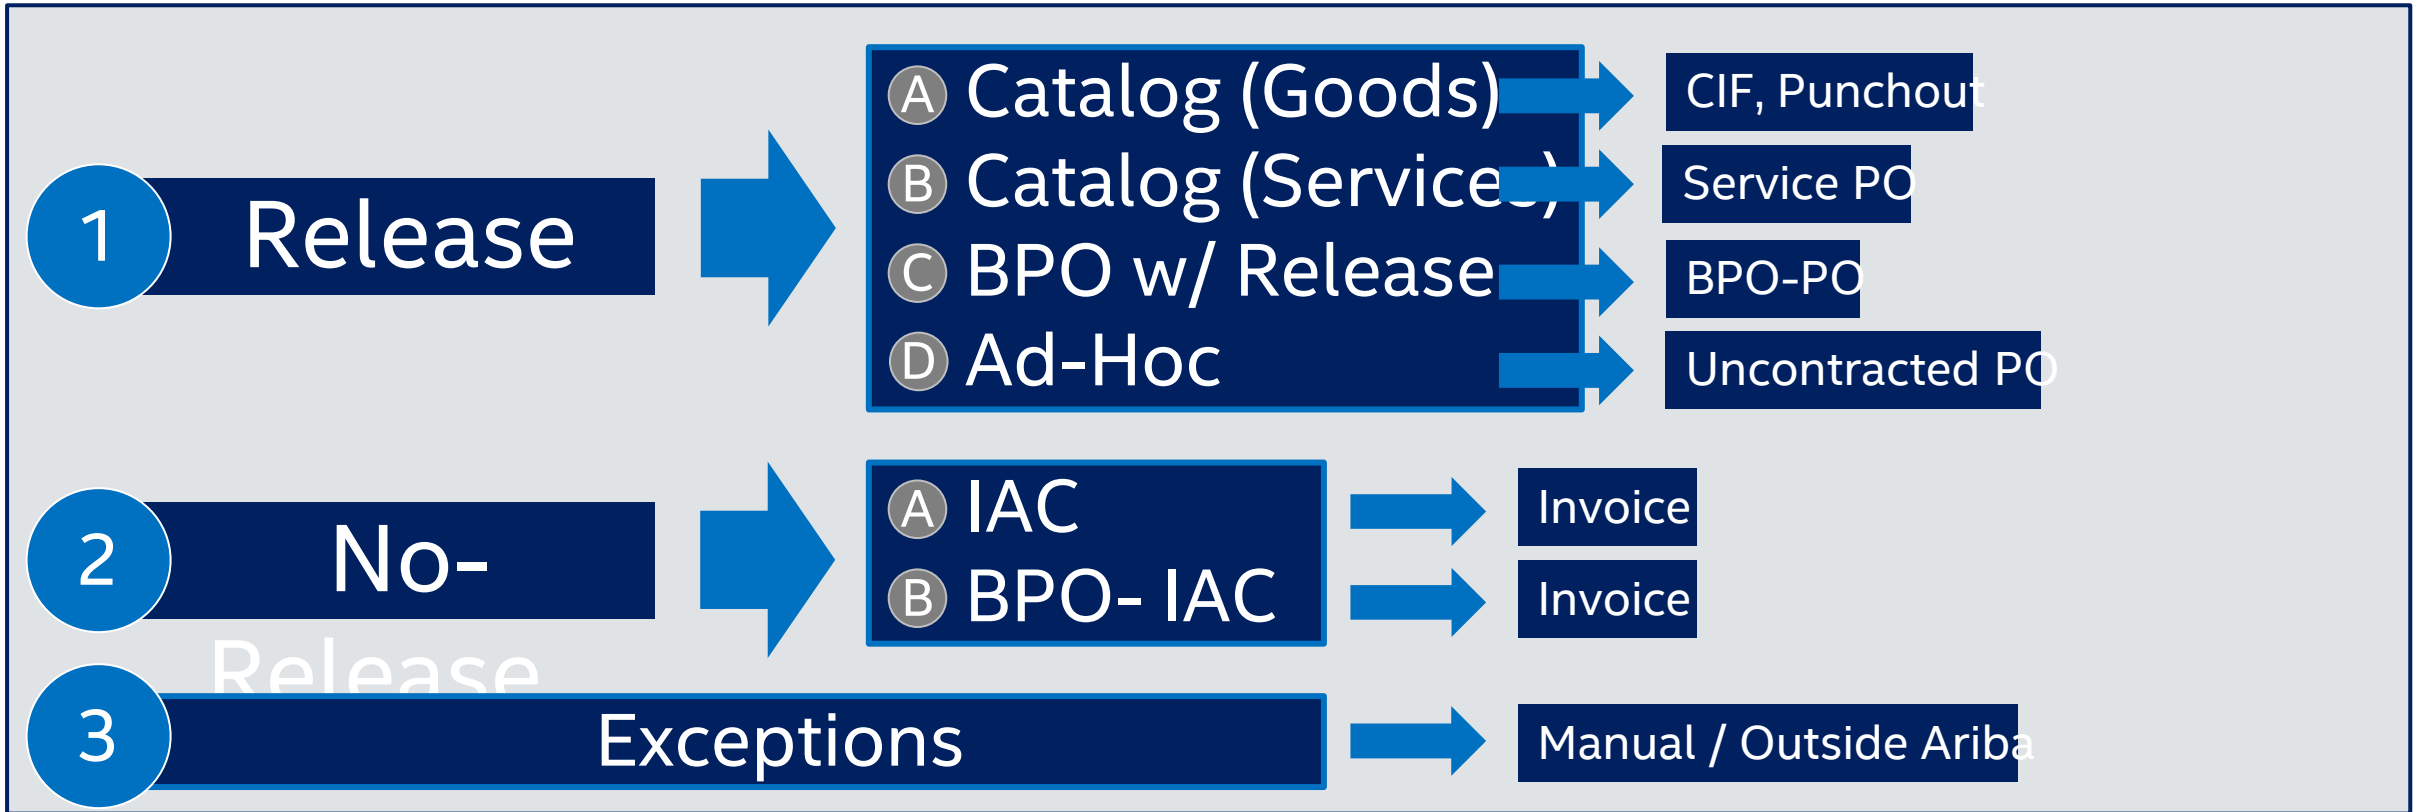 1
Release
A Catalog (Goods)
CIF, Punchout
B Catalog (Services)
Service PO
C BPO w/ Release
BPO-PO
D Ad-Hoc
Uncontracted PO
2
No-
Release
A IAC
Invoice
B BPO- IAC
Invoice
3
Exceptions
Manual / Outside Ariba